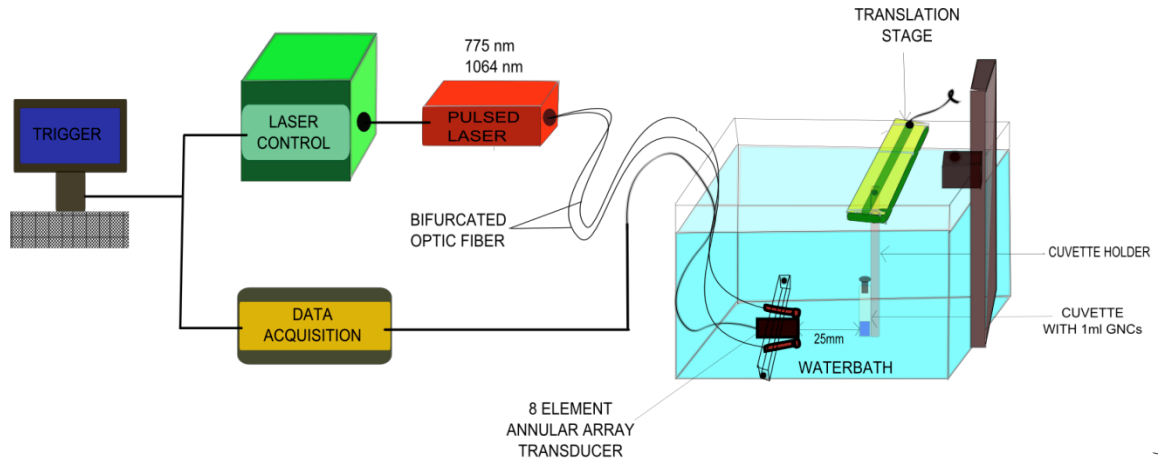 TRIGGER
LASER
CONTROL
775 nm
1064 nm
PULSED
LASER
BIFURCATED
OPTIC FIBER
DATA
ACQUISITION
TRANSLATION
STAGE
CUVETTE HOLDER
CUVETTE
WITH 1ml GNCs
25mm
WATERBATH
8 ELEMENT
ANNULAR ARRAY
TRANSDUCER